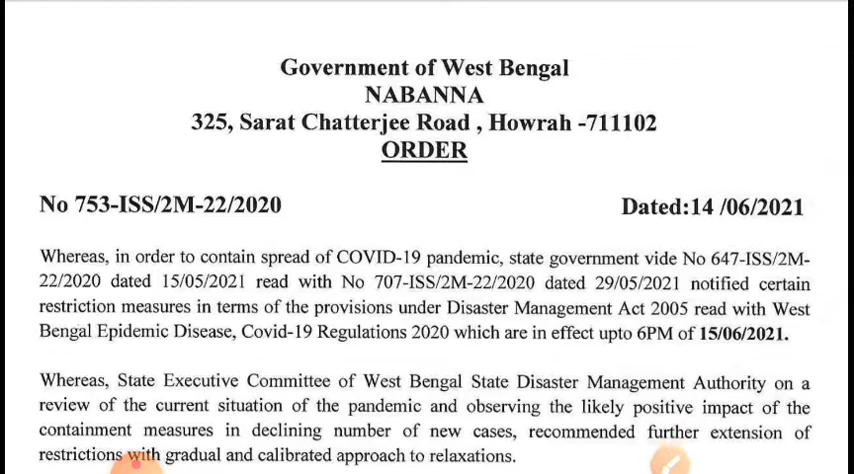 Government of West Bengal
NABANNA
325, Sarat Chatterjee Road , Howrah -711102
ORDER
No 753-ISS/2M-22/2020 Dated:14 /06/2021
Whereas, in order to contain spread of COVID-19 pandemic, state government vide No 647-ISS/2M-
22/2020 dated 15/05/2021 read with No 707-ISS/2M-22/2020 dated 29/05/2021 notified certain
restriction measures in terms of the provisions under Disaster Management Act 2005 read with West
Bengal Epidemic Disease, Covid-19 Regulations 2020 which are in effect upto 6PM of 15/06/2021.
Whereas, State Executive Committee of West Bengal State Disaster Management Authority on a
review of the current situation of the pandemic and observing the likely positive impact of the
containment measures in declining number of new cases, recommended further extension of
restrictions with gradual and calibrated approach to relaxations.